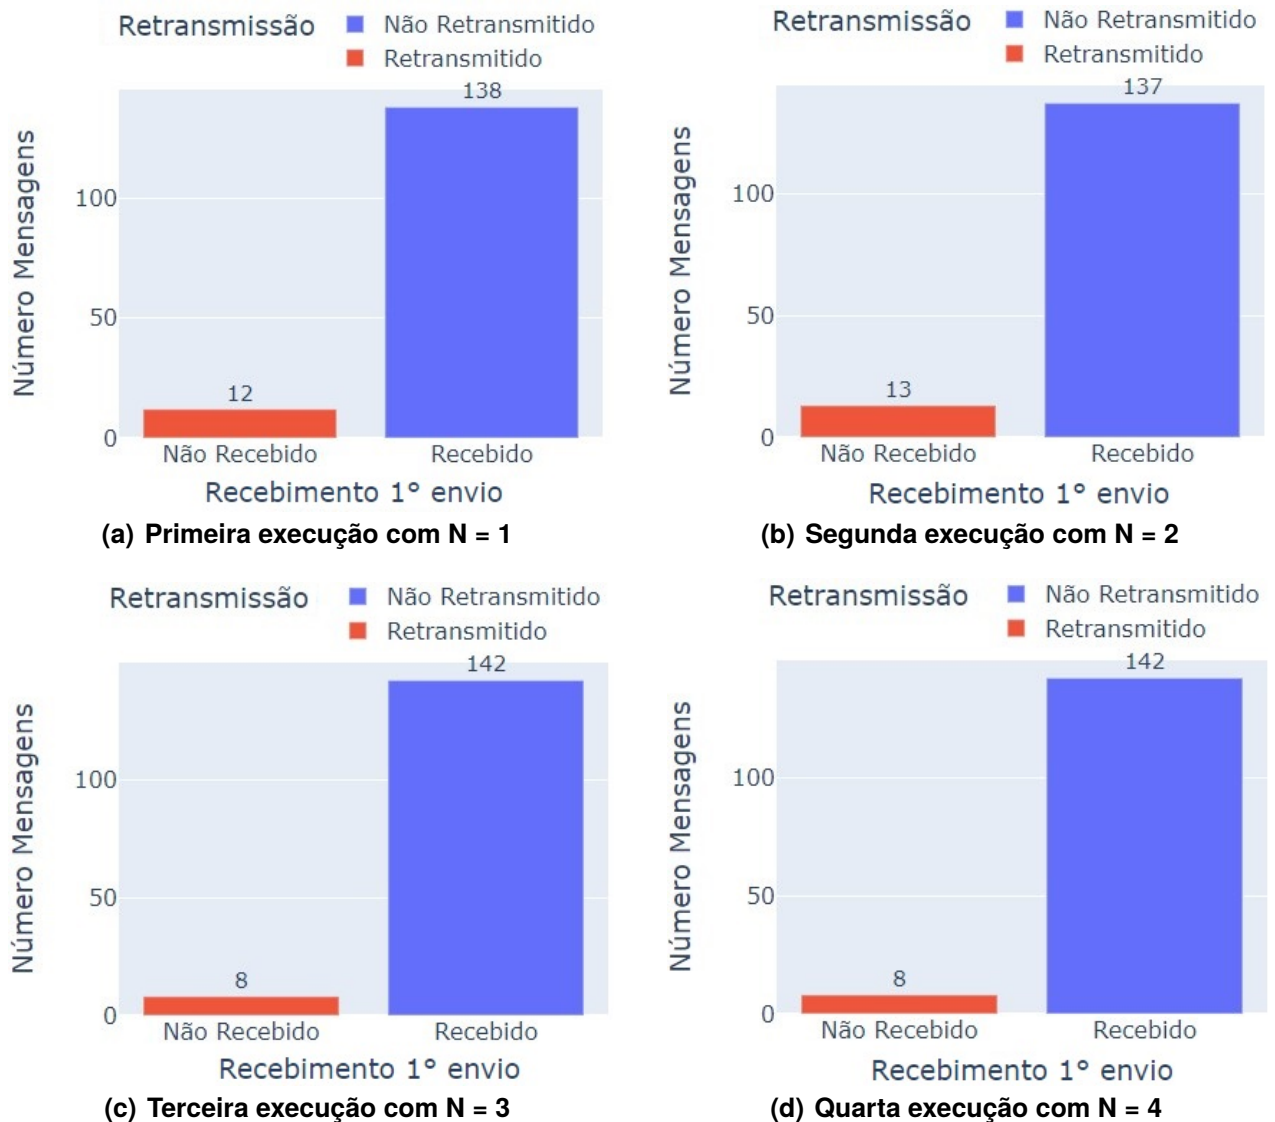 Retransmissão
Não Retransmitido
Retransmitido
138
Número Mensagens
100
50
12
0
Não Recebido Recebido
Recebimento 1° envio
(a) Primeira execução com N = 1
Retransmissão
Não Retransmitido
Retransmitido
137
Número Mensagens
100
50
13
0
Não Recebido Recebido
Recebimento 1° envio
(b) Segunda execução com N = 2
Retransmissão
Não Retransmitido
Retransmitido
142
Número Mensagens
100
50
8
0
Não Recebido Recebido
Recebimento 1° envio
(c) Terceira execução com N = 3
Retransmissão
Não Retransmitido
Retransmitido
142
Número Mensagens
100
50
8
0
Não Recebido Recebido
Recebimento 1° envio
(d) Quarta execução com N = 4